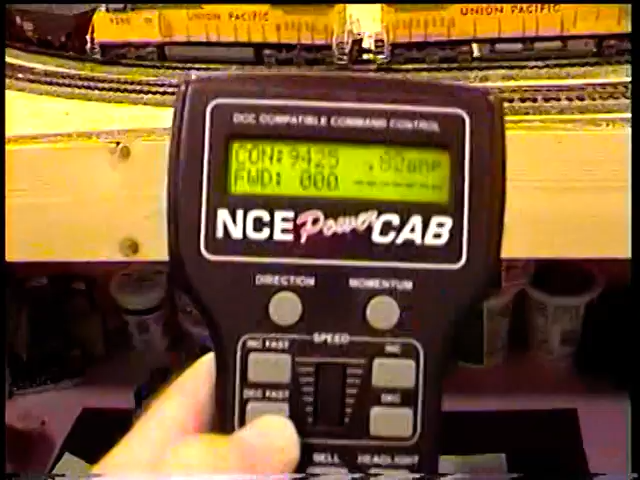 UNION PACIFIC
UNION PACIFIC
DCC COMPATIBLE COMMAND CONTROL
CON:9425 .80amp
FWD: 000 -------
NCE Power CAB
DIRECTION MOMENTUM
SPEED
INC FAST INC
DEC FAST DEC
BELL HEADLIGHT